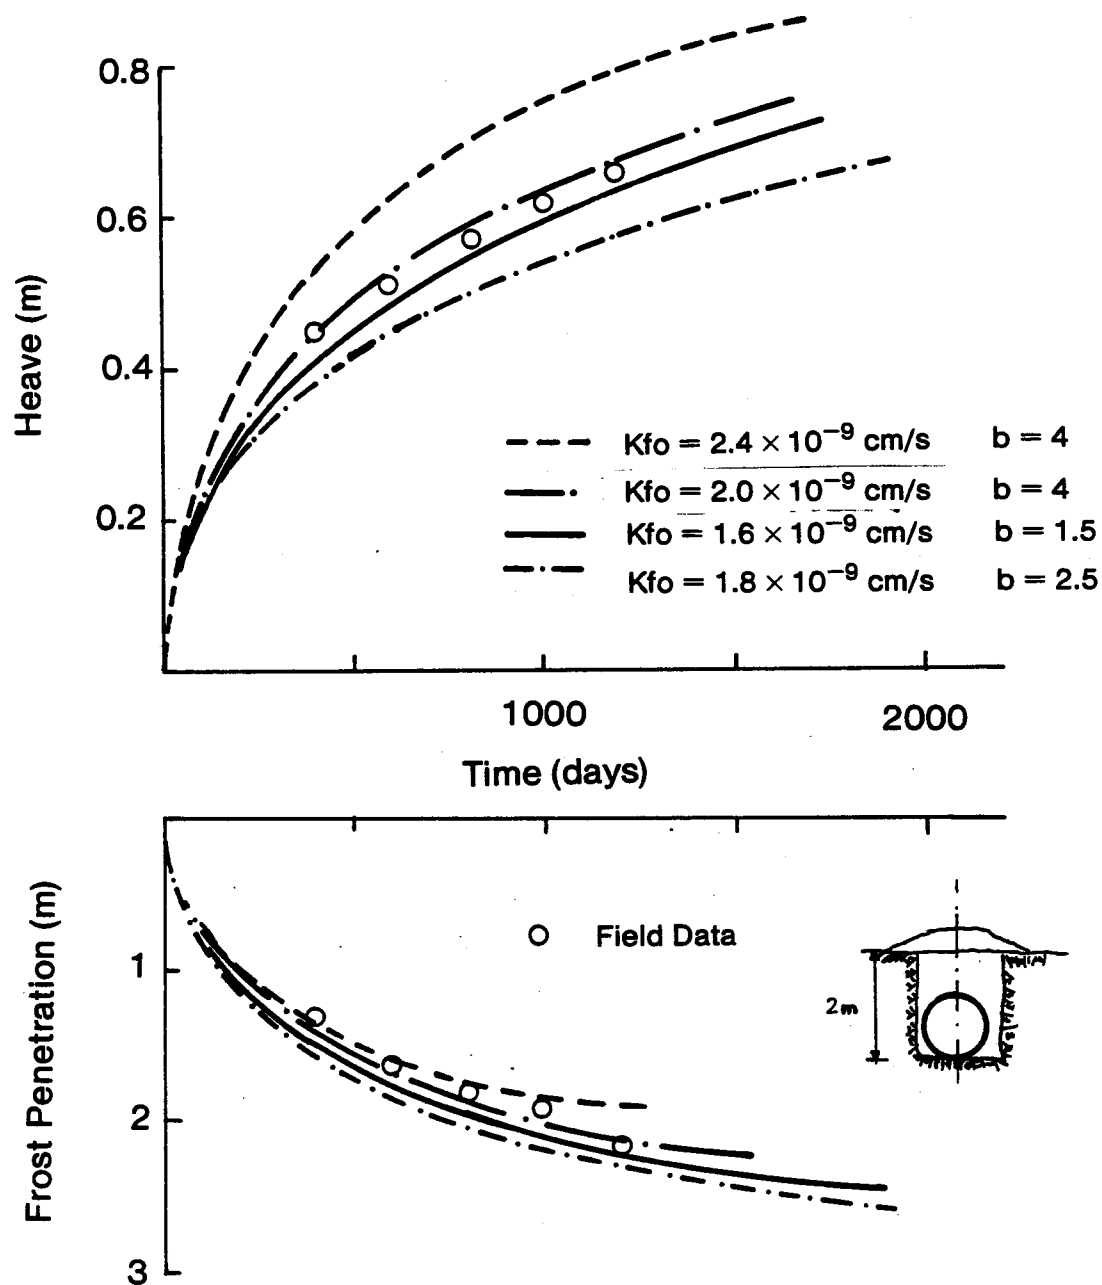 0.8
0.6
0.4
0.2
Heave (m)
Kfo = 2.4 × 10⁻⁹ cm/s b = 4
Kfo = 2.0 × 10⁻⁹ cm/s b = 4
Kfo = 1.6 × 10⁻⁹ cm/s b = 1.5
Kfo = 1.8 × 10⁻⁹ cm/s b = 2.5
1000 2000
Time (days)
Frost Penetration (m)
Field Data
1
2m
2
3